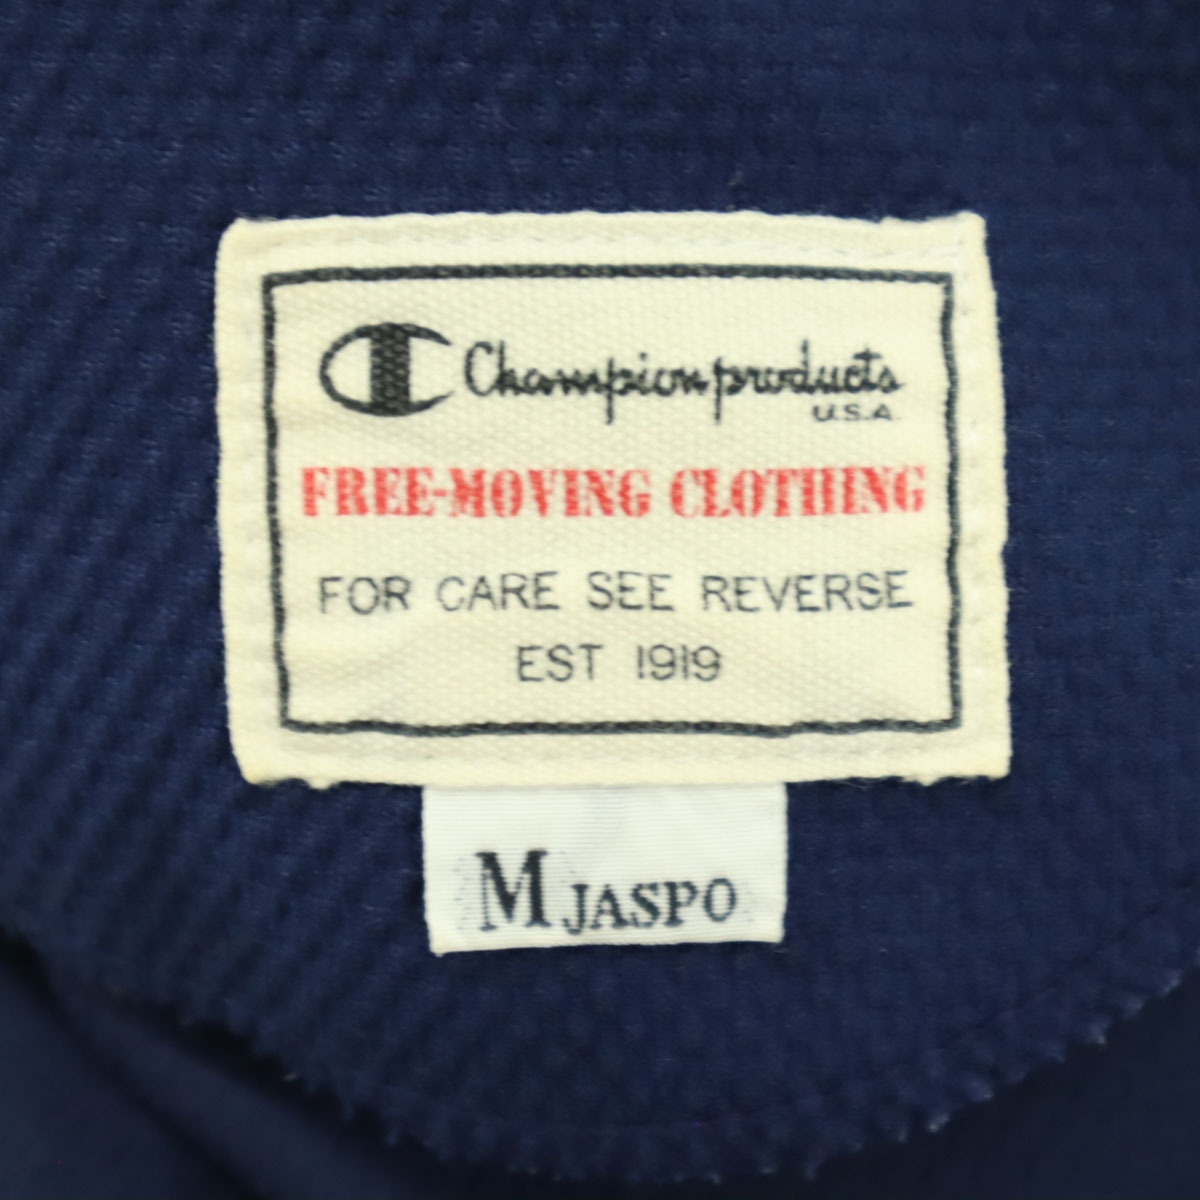 Champion products
U.S.A.
FREE-MOVING CLOTHING
FOR CARE SEE REVERSE
EST 1919
M JASPO